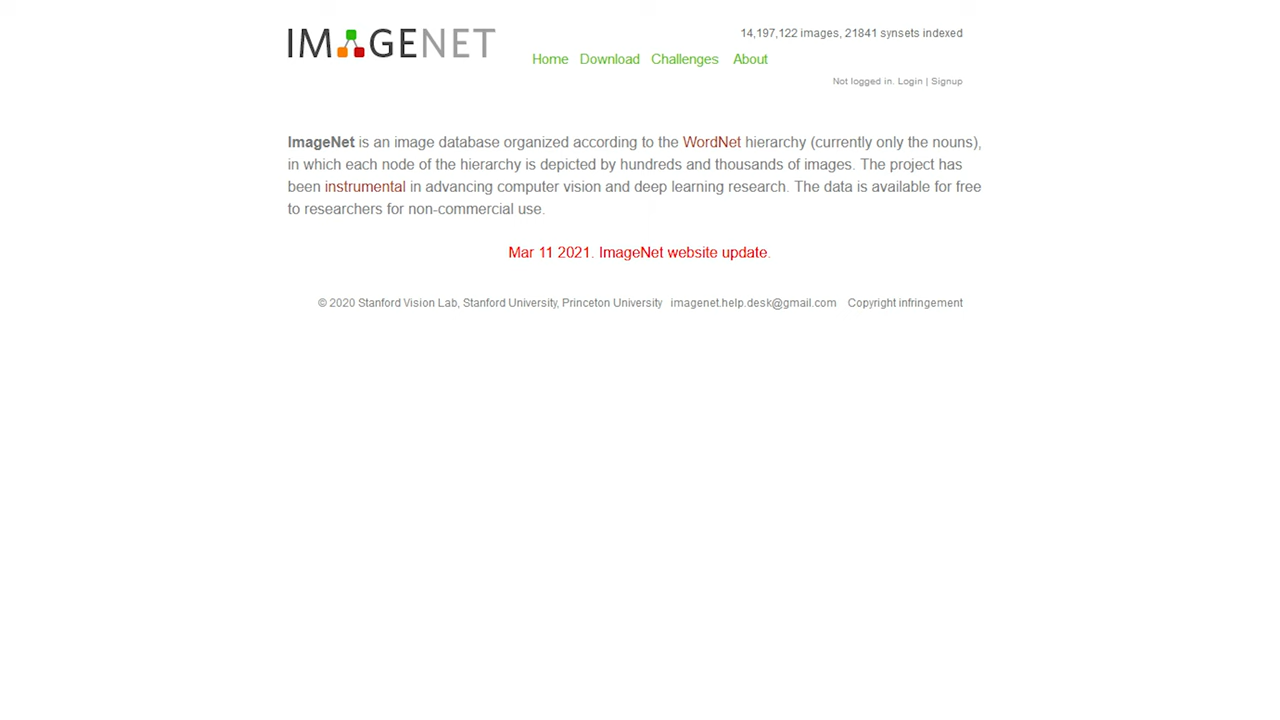 IMAGENET
14,197,122 images, 21841 synsets indexed
Home Download Challenges About
Not logged in. Login | Signup
ImageNet is an image database organized according to the WordNet hierarchy (currently only the nouns),
in which each node of the hierarchy is depicted by hundreds and thousands of images. The project has
been instrumental in advancing computer vision and deep learning research. The data is available for free
to researchers for non-commercial use.
Mar 11 2021. ImageNet website update.
© 2020 Stanford Vision Lab, Stanford University, Princeton University imagenet.help.desk@gmail.com Copyright infringement